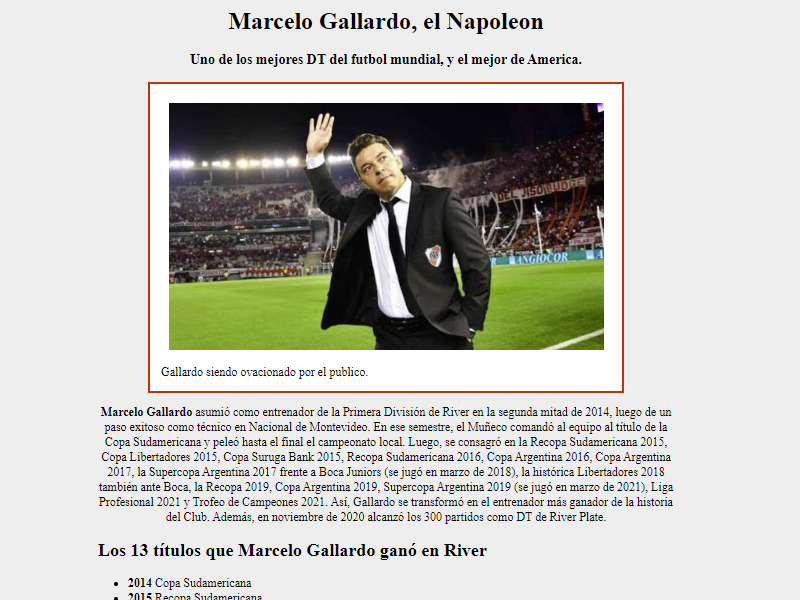 Marcelo Gallardo, el Napoleon
Uno de los mejores DT del futbol mundial, y el mejor de America.
DEL JISO BUDGE
ANGIOCOR
Gallardo siendo ovacionado por el publico.
Marcelo Gallardo asumió como entrenador de la Primera División de River en la segunda mitad de 2014, luego de un
paso exitoso como técnico en Nacional de Montevideo. En ese semestre, el Muñeco comandó al equipo al título de la
Copa Sudamericana y peleó hasta el final el campeonato local. Luego, se consagró en la Recopa Sudamericana 2015,
Copa Libertadores 2015, Copa Suruga Bank 2015, Recopa Sudamericana 2016, Copa Argentina 2016, Copa Argentina
2017, la Supercopa Argentina 2017 frente a Boca Juniors (se jugó en marzo de 2018), la histórica Libertadores 2018
también ante Boca, la Recopa 2019, Copa Argentina 2019, Supercopa Argentina 2019 (se jugó en marzo de 2021), Liga
Profesional 2021 y Trofeo de Campeones 2021. Así, Gallardo se transformó en el entrenador más ganador de la historia
del Club. Además, en noviembre de 2020 alcanzó los 300 partidos como DT de River Plate.
Los 13 títulos que Marcelo Gallardo ganó en River
2014 Copa Sudamericana
2015 Recopa Sudamericana